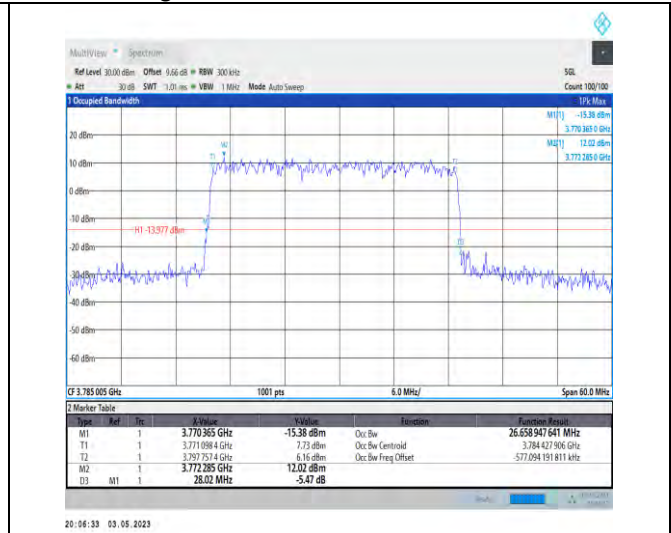 MultiView Spectrum
Ref Level 30.00 dBm Offset 9.66 dB RBW 300 kHz SGL
Att 30 dB SWT 1.01 ms VBW 1 MHz Mode Auto Sweep Count 100/100
1 Occupied Bandwidth 1Pk Max
M1[1] -15.38 dBm
3.770 365 0 GHz
M2[1] 12.02 dBm
3.772 285 0 GHz
20 dBm
M2
T1 T2
10 dBm
0 dBm
-10 dBm
M1
H1 -13.977 dBm
-20 dBm
D3
-30 dBm
-40 dBm
-50 dBm
-60 dBm
CF 3.785 005 GHz 1001 pts 6.0 MHz/ Span 60.0 MHz
2 Marker Table
Type Ref Trc X-Value Y-Value Function Function Result
M1 1 3.770 365 GHz -15.38 dBm Occ Bw 26.658 947 641 MHz
T1 1 3.771 098 4 GHz 7.73 dBm Occ Bw Centroid 3.784 427 906 GHz
T2 1 3.797 757 4 GHz 6.16 dBm Occ Bw Freq Offset -577.094 191 811 kHz
M2 1 3.772 285 GHz 12.02 dBm
D3 M1 1 28.02 MHz -5.47 dB
20:06:33 03.05.2023